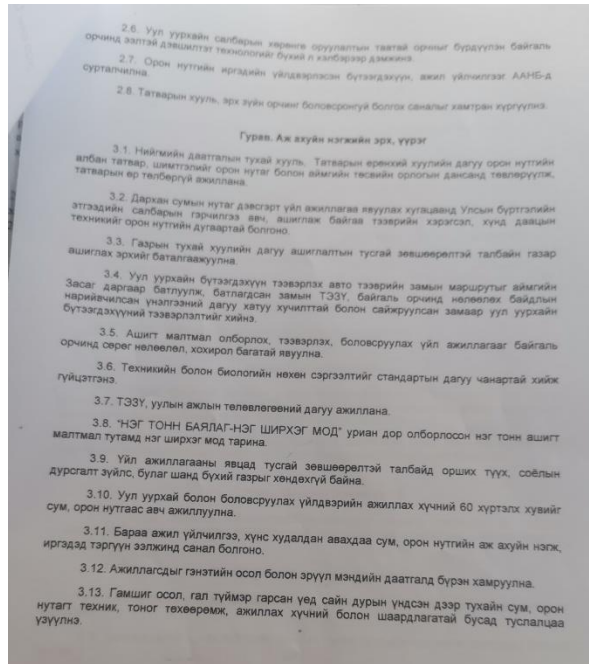 2.6. Уул уурхайн салбарын хөрөнгө оруулалтын таатай орчныг бүрдүүлэн байгаль
орчинд ээлтэй дэвшилтэт технологийг бүхий л хэлбэрээр дэмжинэ.
2.7. Орон нутгийн иргэдийн үйлдвэрлэсэн бүтээгдэхүүн, ажил үйлчилгээг ААНБ-д
сурталчилна.
2.8. Татварын хууль, эрх зүйн орчинг боловсронгуй болгох саналыг хамтран хүргүүлнэ.
Гурав. Аж ахуйн нэгжийн эрх, үүрэг
3.1. Нийгмийн даатгалын тухай хууль, Татварын ерөнхий хуулийн дагуу орон нутгийн
албан татвар, шимтгэлийг орон нутаг болон аймгийн төсвийн орлогын дансанд төвлөрүүлж,
татварын өр төлбөргүй ажиллана.
3.2. Дархан сумын нутаг дэвсгэрт үйл ажиллагаа явуулах хугацаанд Улсын бүртгэлийн
этгээдийн салбарын гэрчилгээ авч, ашиглаж байгаа тээврийн хэрэгсэл, хүнд даацын
техникийг орон нутгийн дугаартай болгоно.
3.3. Газрын тухай хуулийн дагуу ашиглалтын тусгай зөвшөөрөлтэй талбайн газар
ашиглах эрхийг баталгаажуулна.
3.4. Уул уурхайн бүтээгдэхүүн тээвэрлэх авто замын тээврийн маршрутыг аймгийн
Засаг даргаар батлуулж, батлагдсан замын ТЭЗҮ, байгаль орчинд нөлөөлөх байдлын
нарийвчилсан үнэлгээний дагуу хатуу хучилттай болон сайжруулсан замаар уул уурхайн
бүтээгдэхүүний тээвэрлэлтийг хийнэ.
3.5. Ашигт малтмал олборлох, тээвэрлэх, боловсруулах үйл ажиллагааг байгаль
орчинд сөрөг нөлөөлөл, хохирол багатай явуулна.
3.6. Техникийн болон биологийн нөхөн сэргээлтийг стандартын дагуу чанартай хийж
гүйцэтгэнэ.
3.7. ТЭЗҮ, уулын ажлын төлөвлөгөөний дагуу ажиллана.
3.8. "НЭГ ТОНН БАЯЛАГ-НЭГ ШИРХЭГ МОД" уриан дор олборлосон нэг тонн ашигт
малтмал тутамд нэг ширхэг мод тарина.
3.9. Үйл ажиллагааны явцад тусгай зөвшөөрөлтэй талбайд орших түүх, соёлын
дурсгалт зүйлс, булаг шанд бүхий газрыг хөндөхгүй байна.
3.10. Уул уурхай болон боловсруулах үйлдвэрийн ажиллах хүчний 60 хүртэлх хувийг
сум, орон нутгаас авч ажиллуулна.
3.11. Бараа ажил үйлчилгээ, хүнс худалдан авахдаа сум, орон нутгийн аж ахуйн нэгж,
иргэдэд тэргүүн ээлжинд санал болгоно.
3.12. Ажиллагсдыг гэнэтийн осол болон эрүүл мэндийн даатгалд бүрэн хамруулна.
3.13. Гамшиг осол, гал түймэр гарсан үед сайн дурын үндсэн дээр тухайн сум, орон
нутагт техник, тоног төхөөрөмж, ажиллах хүчний болон шаардлагатай бусад туслалцаа
үзүүлнэ.